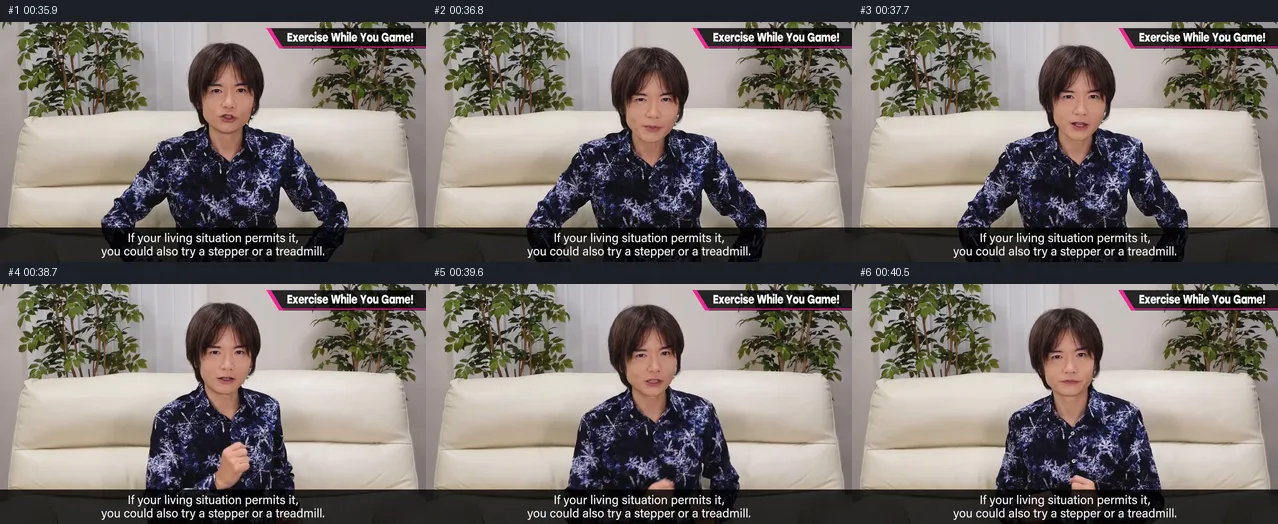 #1 00:35.9
Exercise While You Game!
If your living situation permits it,
you could also try a stepper or a treadmill.
#2 00:36.8
Exercise While You Game!
If your living situation permits it,
you could also try a stepper or a treadmill.
#3 00:37.7
Exercise While You Game!
If your living situation permits it,
you could also try a stepper or a treadmill.
#4 00:38.7
Exercise While You Game!
If your living situation permits it,
you could also try a stepper or a treadmill.
#5 00:39.6
Exercise While You Game!
If your living situation permits it,
you could also try a stepper or a treadmill.
#6 00:40.5
Exercise While You Game!
If your living situation permits it,
you could also try a stepper or a treadmill.